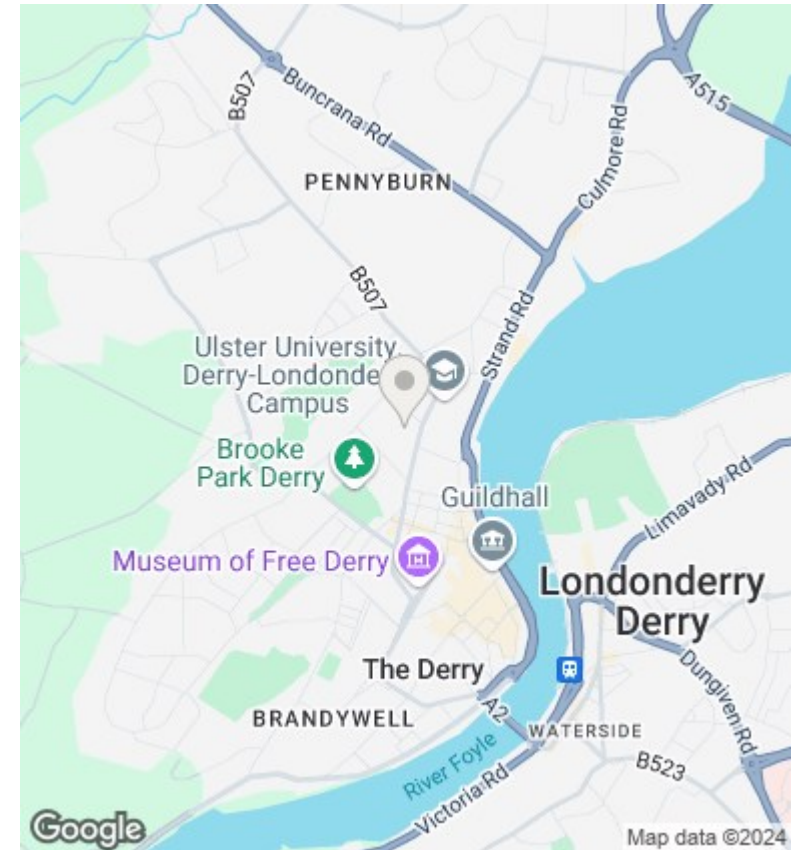 B507
Buncrana Rd
A515
Culmore Rd
PENNYBURN
B507
Strand Rd
Ulster University,
Derry-Londonde
Campus
Brooke
Park Derry
Guildhall
Limavady Rd
Museum of Free Derry
Londonderry
Derry
The Derry
Dungiven Rd
A2
BRANDYWELL
WATERSIDE
River Foyle
B523
Victoria Rd
Google
Map data ©2024